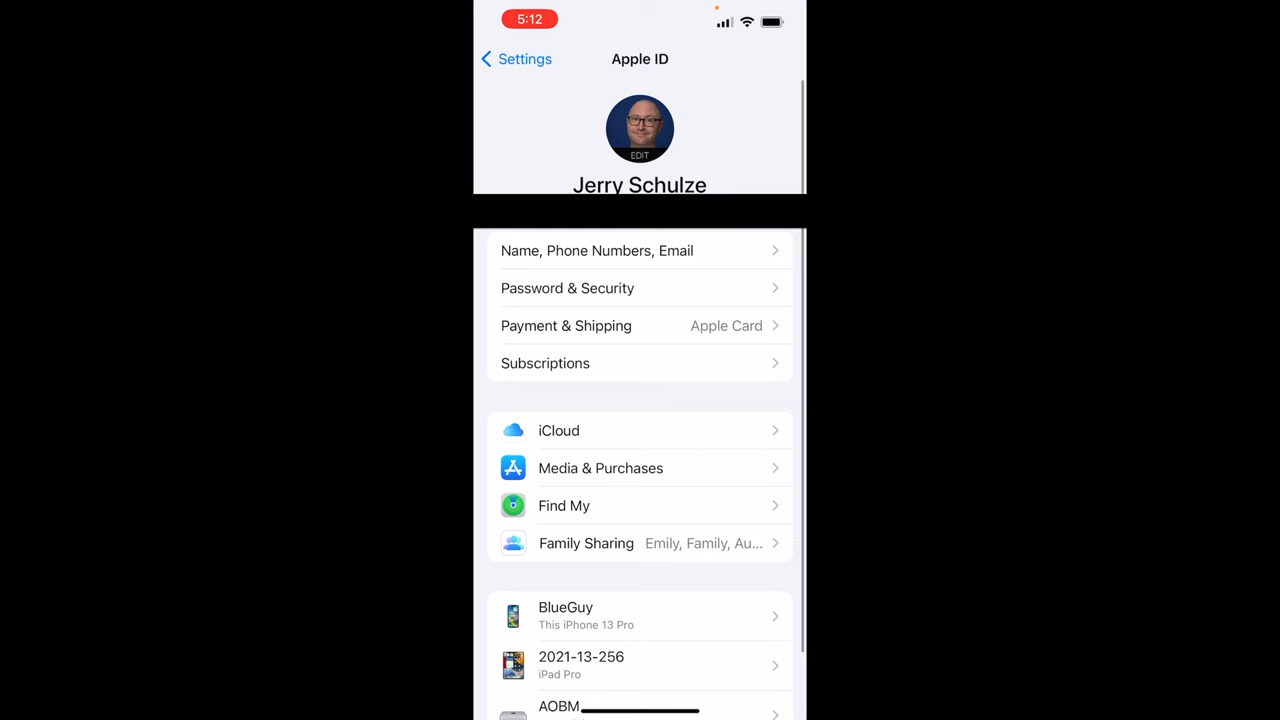 5:12
Settings
Apple ID
EDIT
Jerry Schulze
Name, Phone Numbers, Email
Password & Security
Payment & Shipping Apple Card
Subscriptions
iCloud
Media & Purchases
Find My
Family Sharing Emily, Family, Au...
BlueGuy
This iPhone 13 Pro
2021-13-256
iPad Pro
AOBM